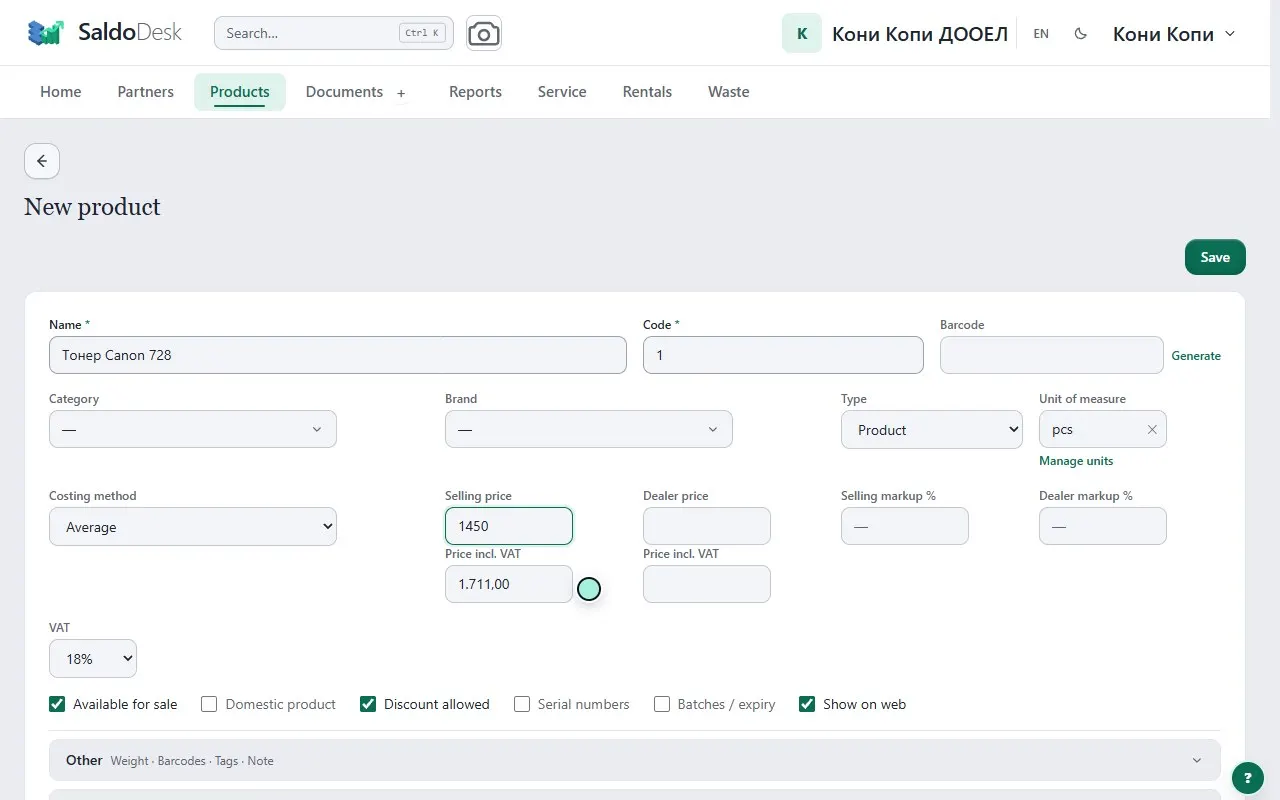 SaldoDesk
Search... Ctrl K
K Кони Копи ДООЕЛ EN Кони Копи
Home Partners Products Documents + Reports Service Rentals Waste
New product
Save
Name * Code * Barcode
Тонер Canon 728 1 Generate
Category Brand Type Unit of measure
— — Product pcs
Manage units
Costing method Selling price Dealer price Selling markup % Dealer markup %
Average 1450 — —
Price incl. VAT Price incl. VAT
1.711,00
VAT
18%
Available for sale Domestic product Discount allowed Serial numbers Batches / expiry Show on web
Other Weight · Barcodes · Tags · Note
?